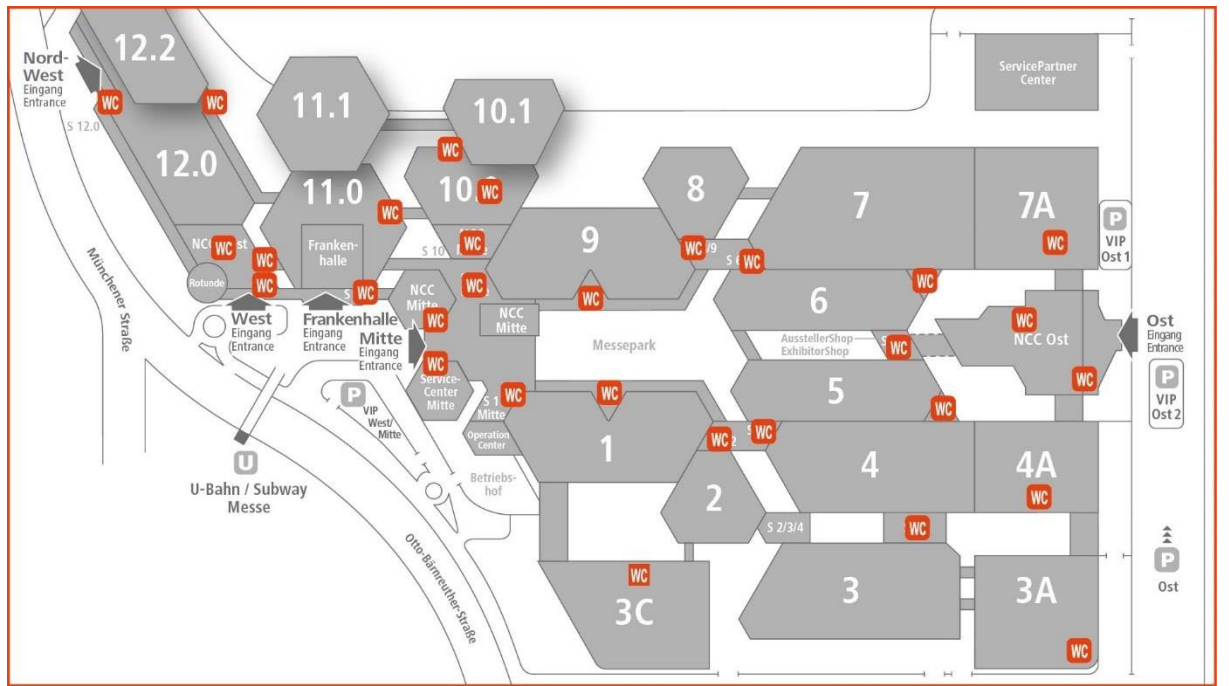 12.2
Nord-
West
Eingang
Entrance
WC
WC
S 12.0
12.0
11.1
10.1
WC
11.0
WC
WC
WC
Franken-
halle
S 10
WC
WC
WC
WC
WC
Rotunde
WC
NCC
Mitte
WC
9
WC
NCC
Mitte
8
WC
WC
7
7A
WC
ServicePartner
Center
P
VIP
Ost 1
6
WC
AusstellerShop
ExhibitorShop
WC
WC
NCC Ost
WC
Ost
Eingang
Entrance
P
VIP
Ost 2
Münchener Straße
West
Eingang
Entrance
Frankenhalle
Eingang
Entrance
Mitte
Eingang
Entrance
WC
Service-
Center
Mitte
P
VIP
West/
Mitte
Messepark
5
WC
WC
WC
S 1
Mitte
Operation
Center
1
WC
WC
2
4
4A
WC
U
U-Bahn / Subway
Messe
Betriebs-
hof
S 2/3/4
WC
Otto-Bärnreuther-Straße
WC
3C
3
3A
WC
P
Ost